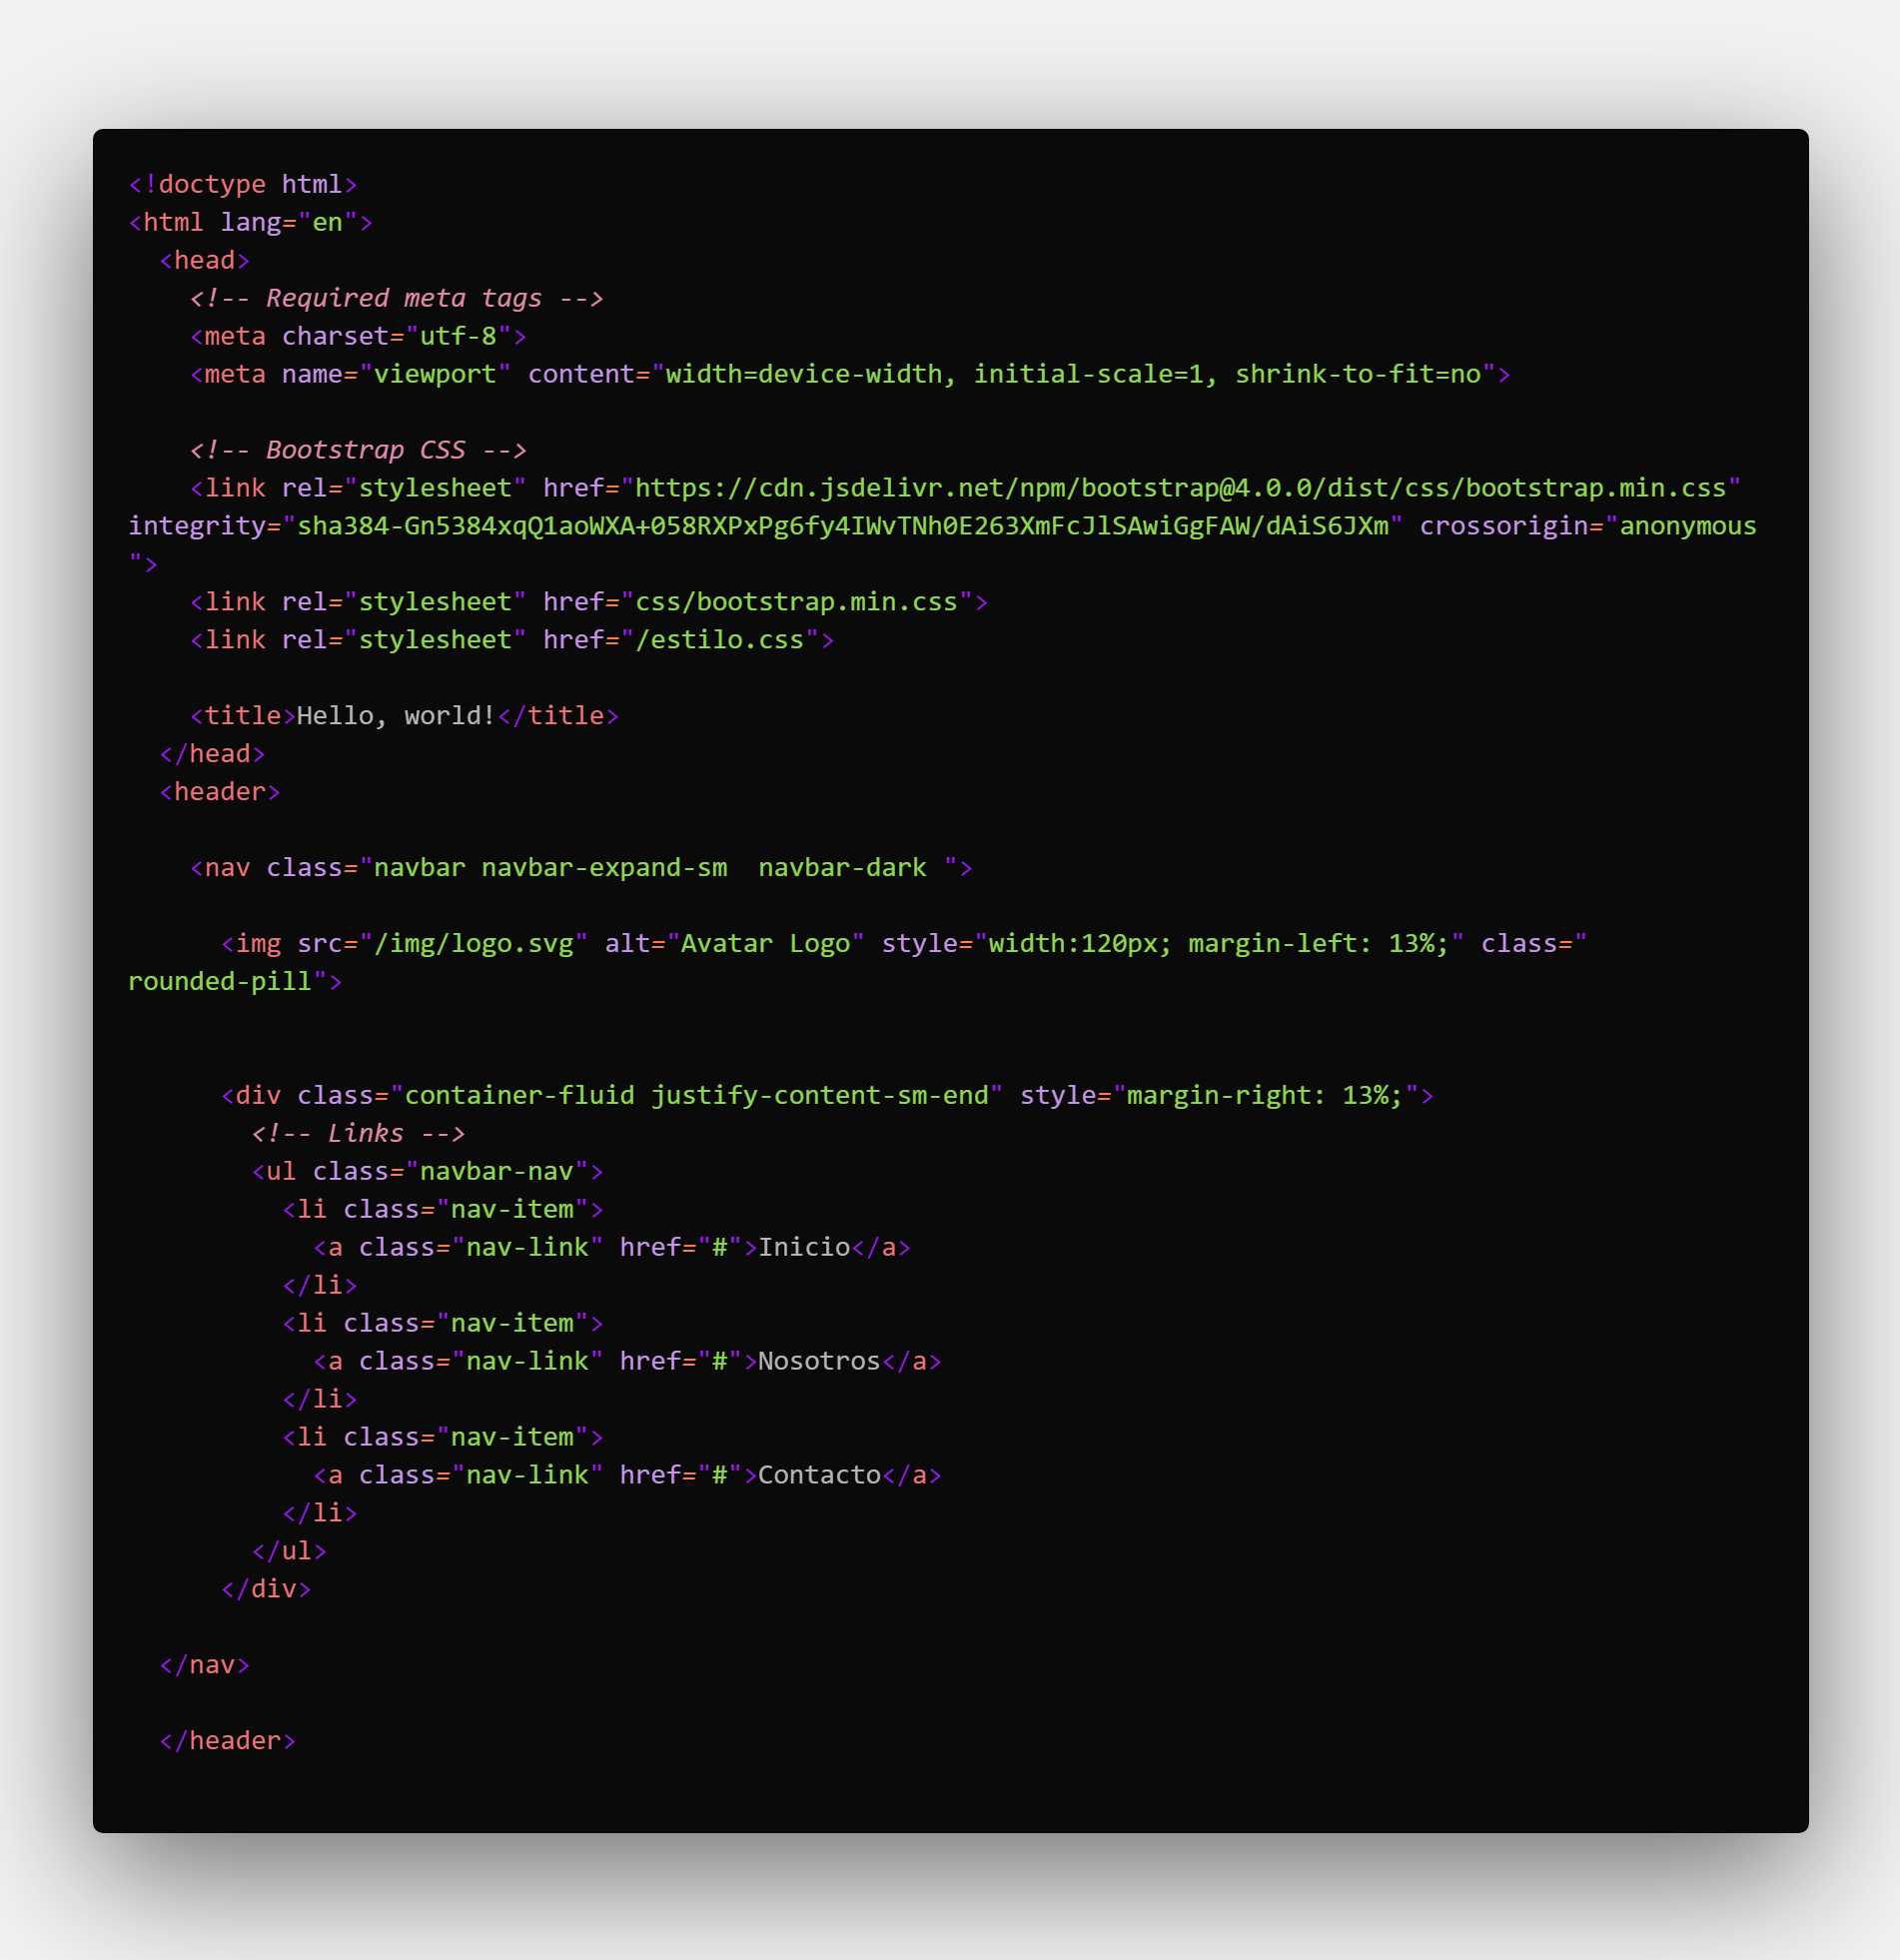 <!doctype html>
<html lang="en">
  <head>
    <!-- Required meta tags -->
    <meta charset="utf-8">
    <meta name="viewport" content="width=device-width, initial-scale=1, shrink-to-fit=no">

    <!-- Bootstrap CSS -->
    <link rel="stylesheet" href="https://cdn.jsdelivr.net/npm/bootstrap@4.0.0/dist/css/bootstrap.min.css"
integrity="sha384-Gn5384xqQ1aoWXA+058RXPxPg6fy4IWvTNh0E263XmFcJlSAwiGgFAW/dAiS6JXm" crossorigin="anonymous
">
    <link rel="stylesheet" href="css/bootstrap.min.css">
    <link rel="stylesheet" href="/estilo.css">

    <title>Hello, world!</title>
  </head>
  <header>

    <nav class="navbar navbar-expand-sm  navbar-dark ">

      <img src="/img/logo.svg" alt="Avatar Logo" style="width:120px; margin-left: 13%;" class="
rounded-pill">


      <div class="container-fluid justify-content-sm-end" style="margin-right: 13%;">
        <!-- Links -->
        <ul class="navbar-nav">
          <li class="nav-item">
            <a class="nav-link" href="#">Inicio</a>
          </li>
          <li class="nav-item">
            <a class="nav-link" href="#">Nosotros</a>
          </li>
          <li class="nav-item">
            <a class="nav-link" href="#">Contacto</a>
          </li>
        </ul>
      </div>

  </nav>

  </header>